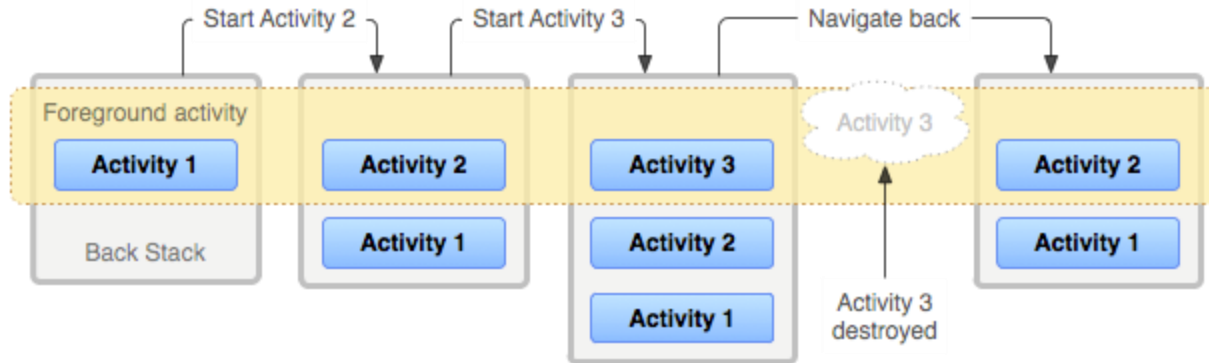 Start Activity 2
Start Activity 3
Navigate back
Foreground activity
Activity 1
Back Stack
Activity 2
Activity 1
Activity 3
Activity 2
Activity 1
Activity 3
Activity 3
destroyed
Activity 2
Activity 1